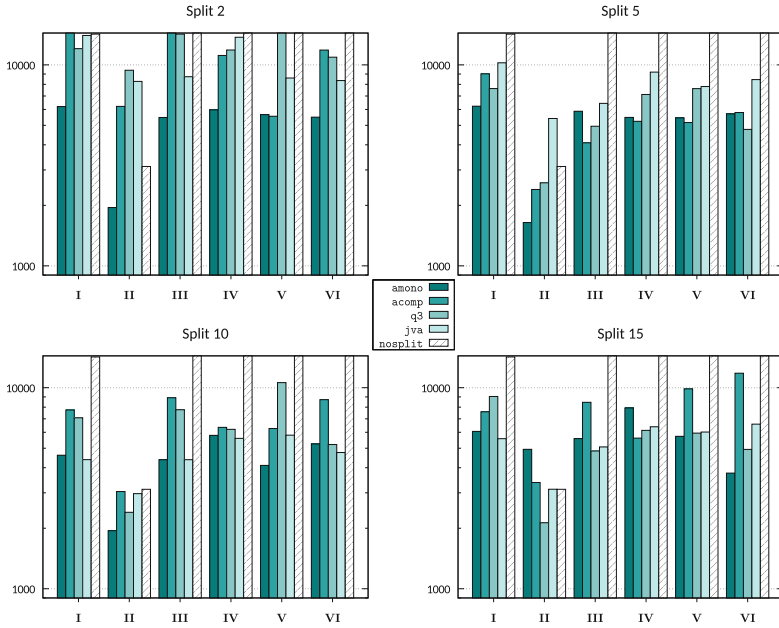 Split 2
10000
1000
I II III IV V VI
Split 5
10000
1000
I II III IV V VI
amono
acomp
q3
jva
nosplit
Split 10
10000
1000
I II III IV V VI
Split 15
10000
1000
I II III IV V VI